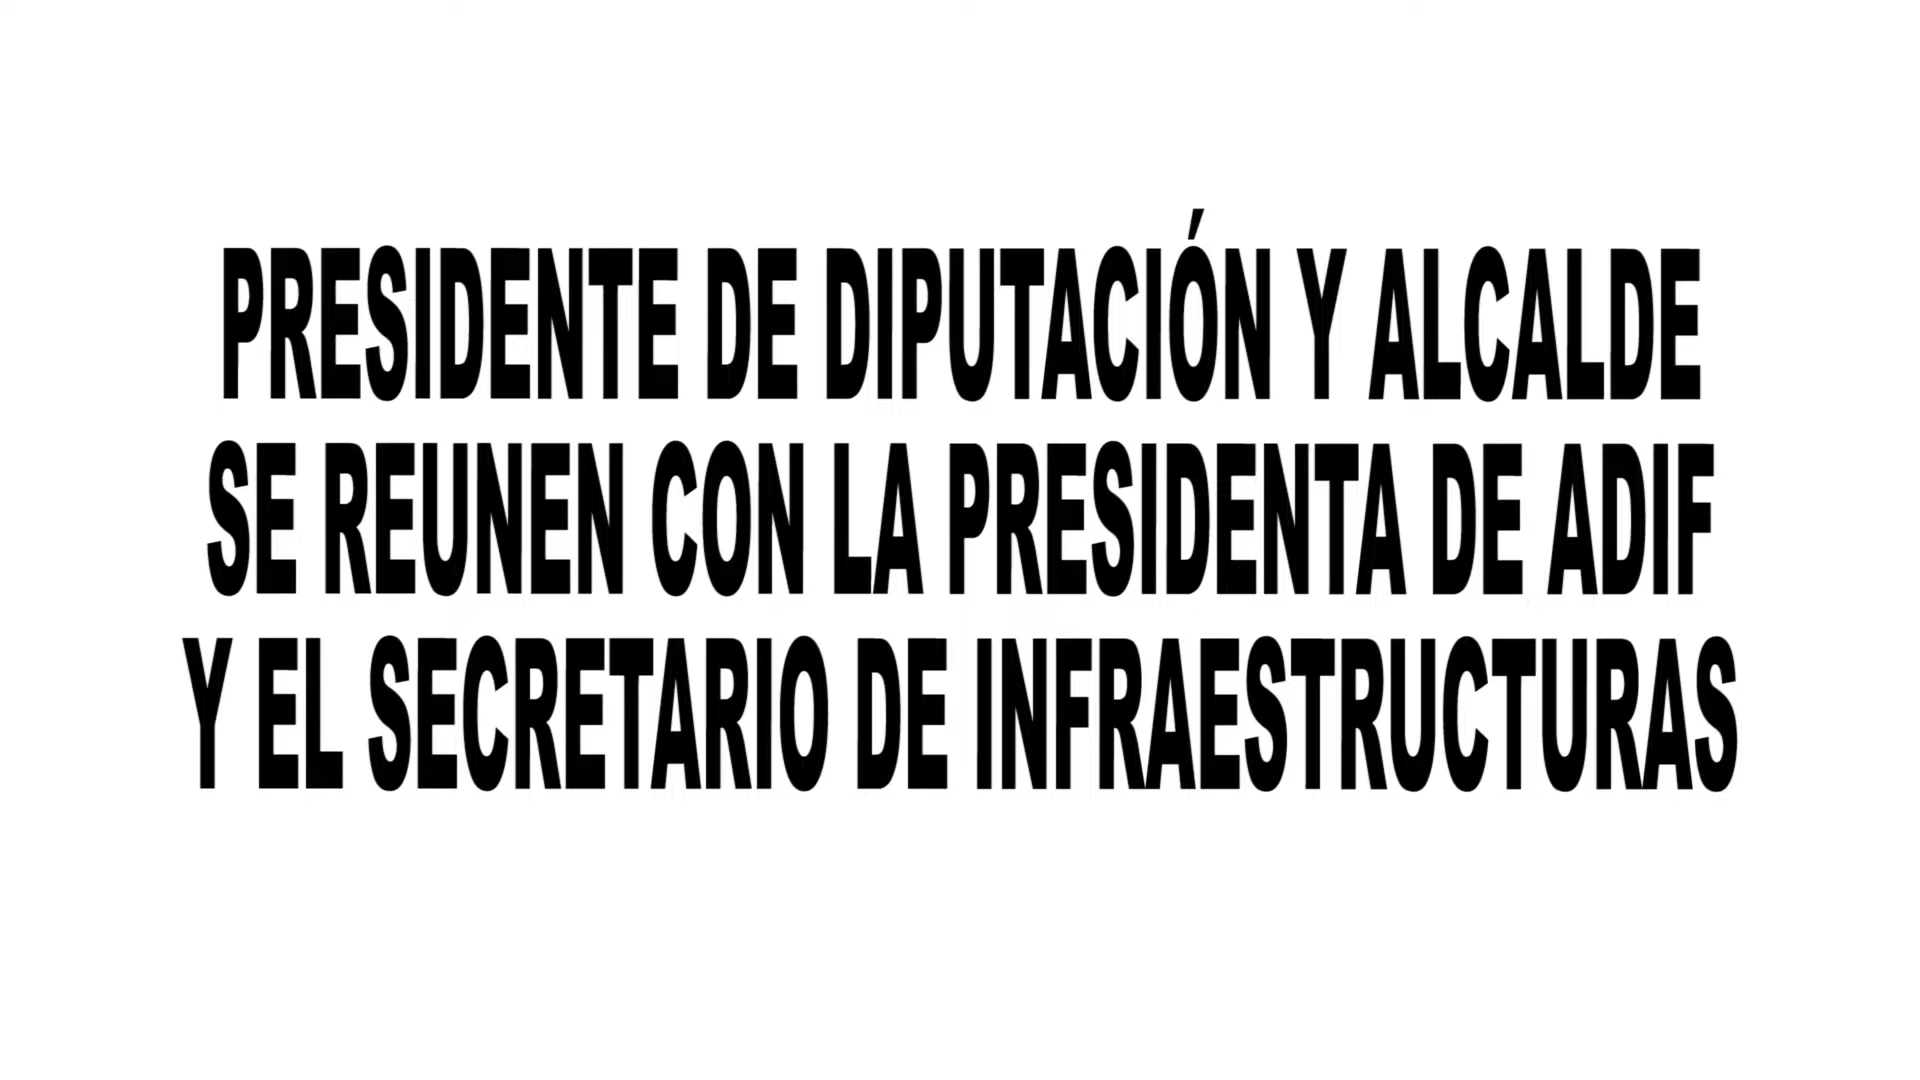 PRESIDENTE DE DIPUTACIÓN Y ALCALDE
SE REUNEN CON LA PRESIDENTA DE ADIF
Y EL SECRETARIO DE INFRAESTRUCTURAS